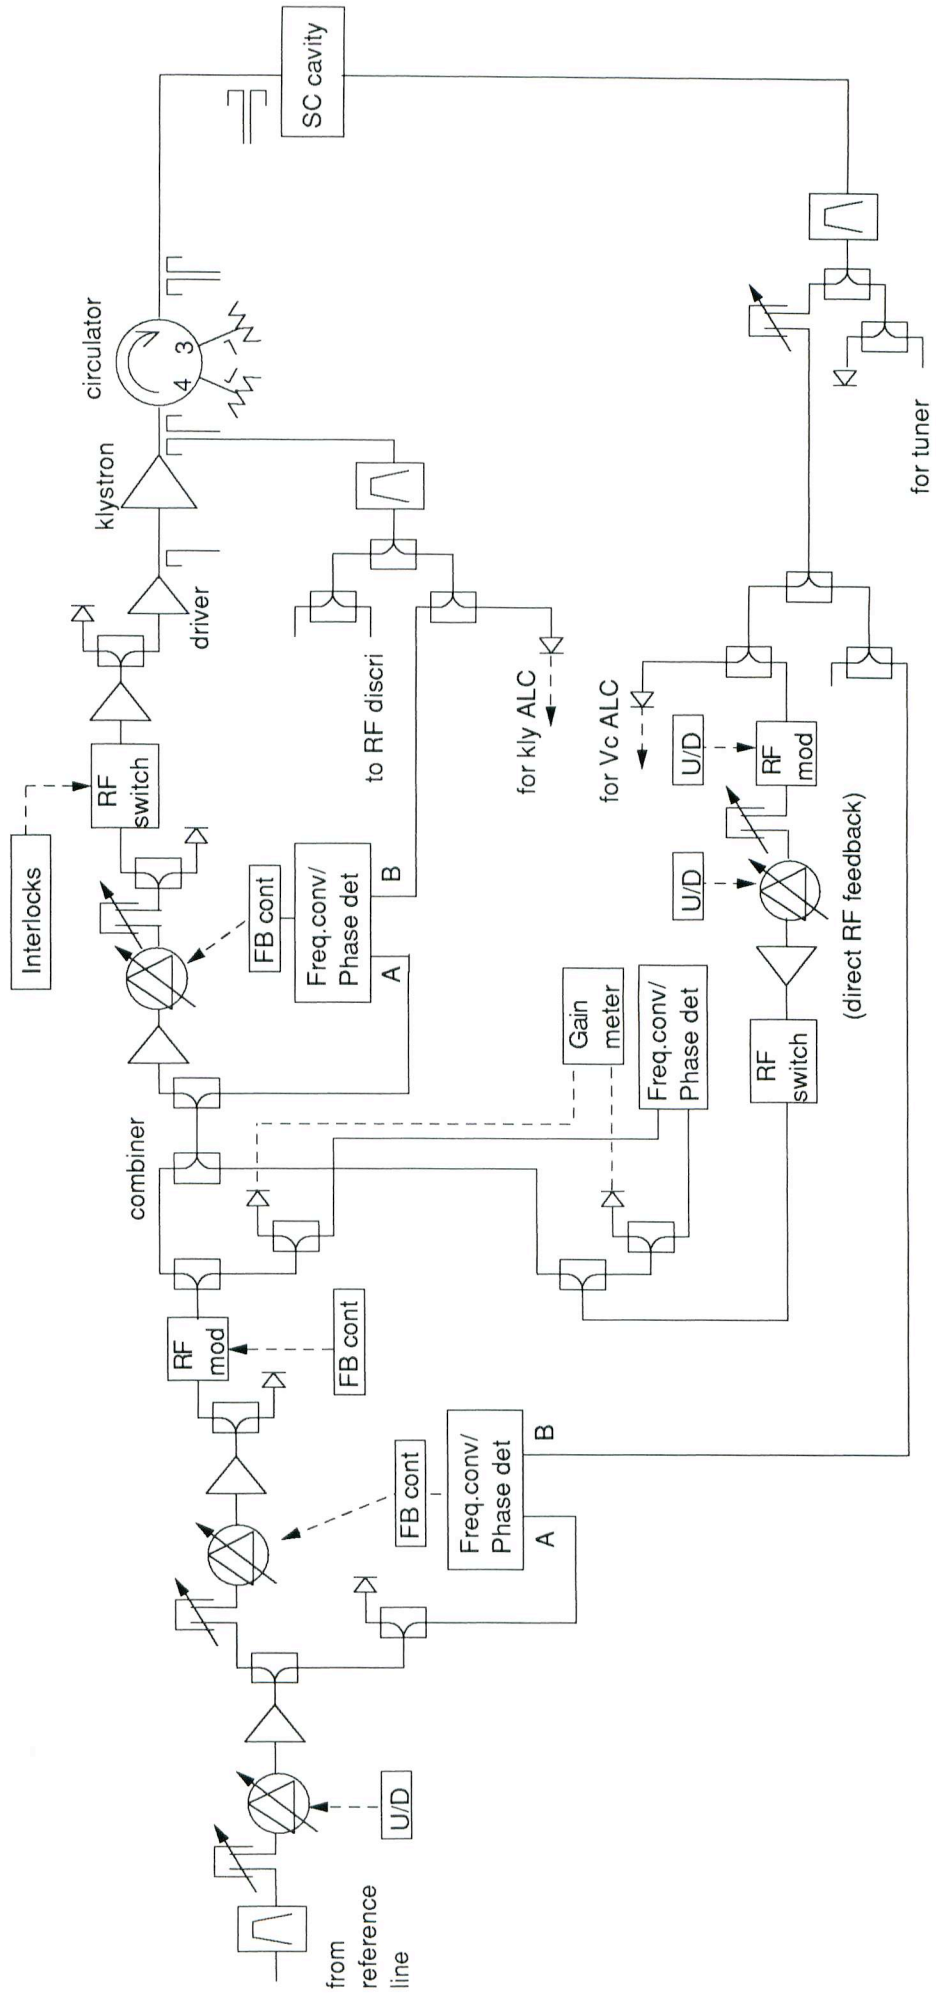 from
reference
line
U/D
FB cont
Freq.conv/
Phase det
A
B
RF
mod
FB cont
combiner
Interlocks
RF
switch
FB cont
Freq.conv/
Phase det
A
B
driver
klystron
circulator
4
3
SC cavity
to RF discri
for kly ALC
Gain
meter
Freq.conv/
Phase det
for Vc ALC
RF
switch
U/D
U/D
RF
mod
(direct RF feedback)
for tuner